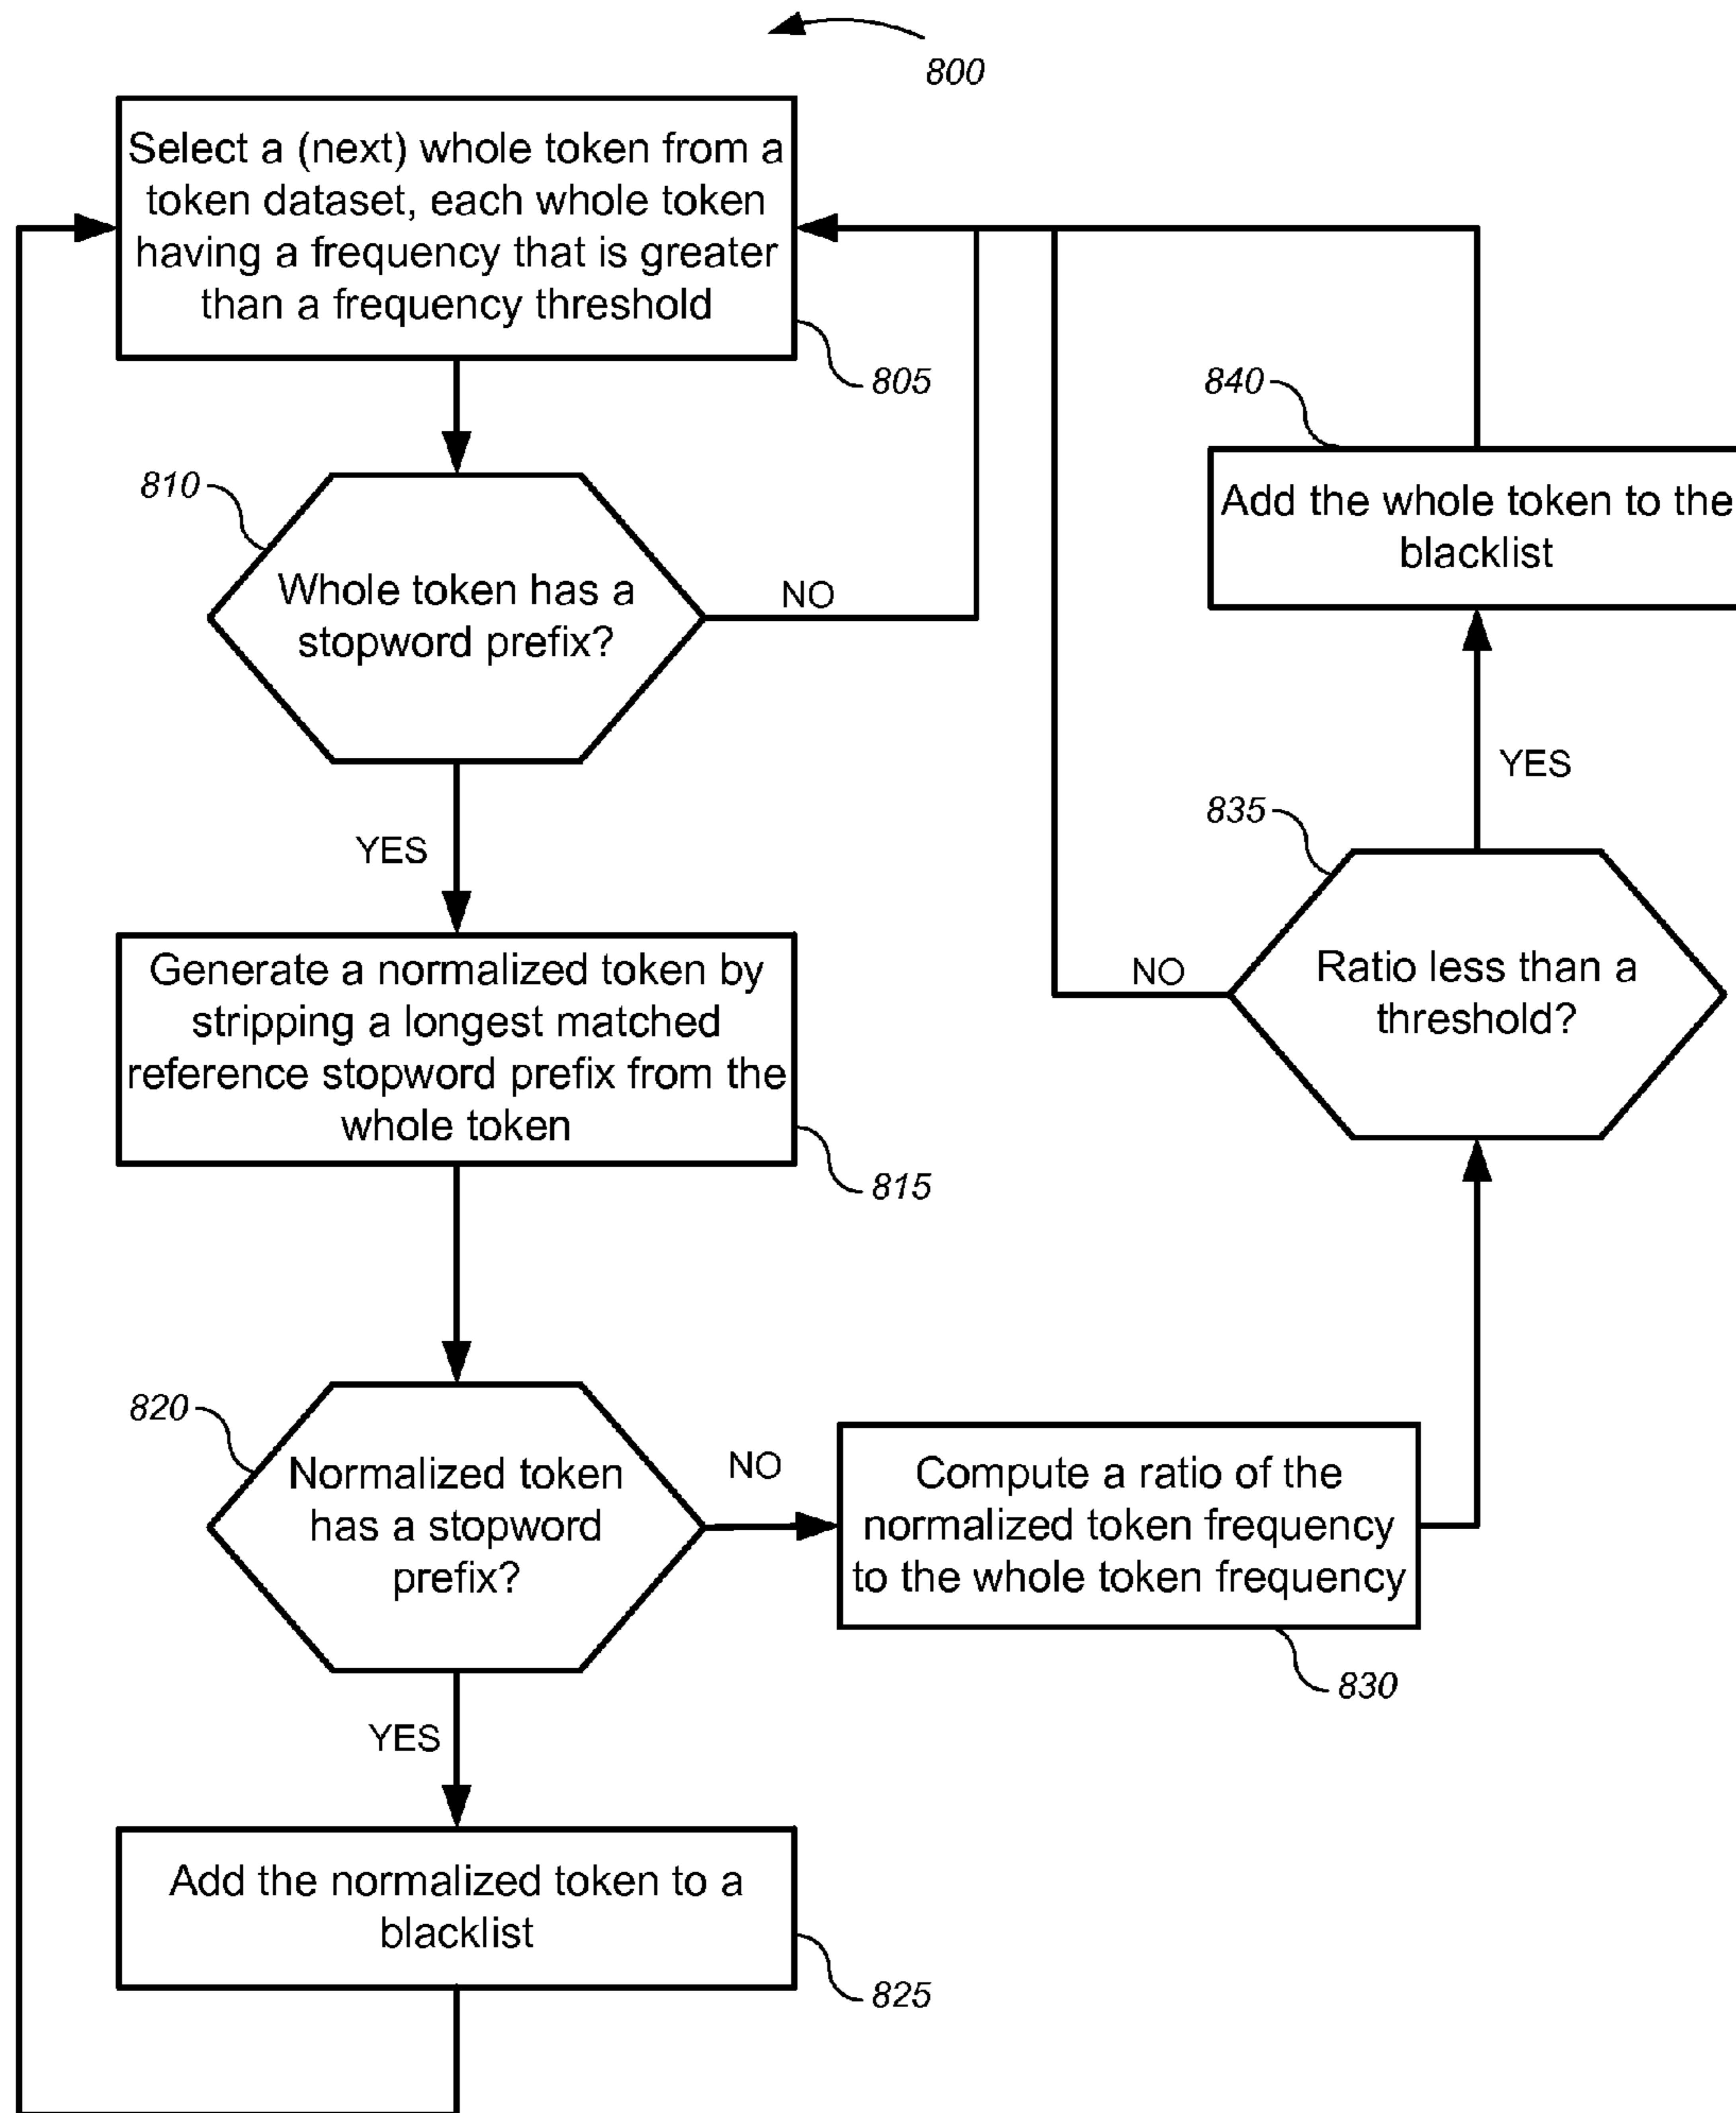 800
Select a (next) whole token from a
token dataset, each whole token
having a frequency that is greater
than a frequency threshold
805
810
Whole token has a
stopword prefix?
NO
YES
Generate a normalized token by
stripping a longest matched
reference stopword prefix from the
whole token
815
820
Normalized token
has a stopword
prefix?
NO
YES
Add the normalized token to a
blacklist
825
Compute a ratio of the
normalized token frequency
to the whole token frequency
830
835
Ratio less than a
threshold?
NO
YES
840
Add the whole token to the
blacklist